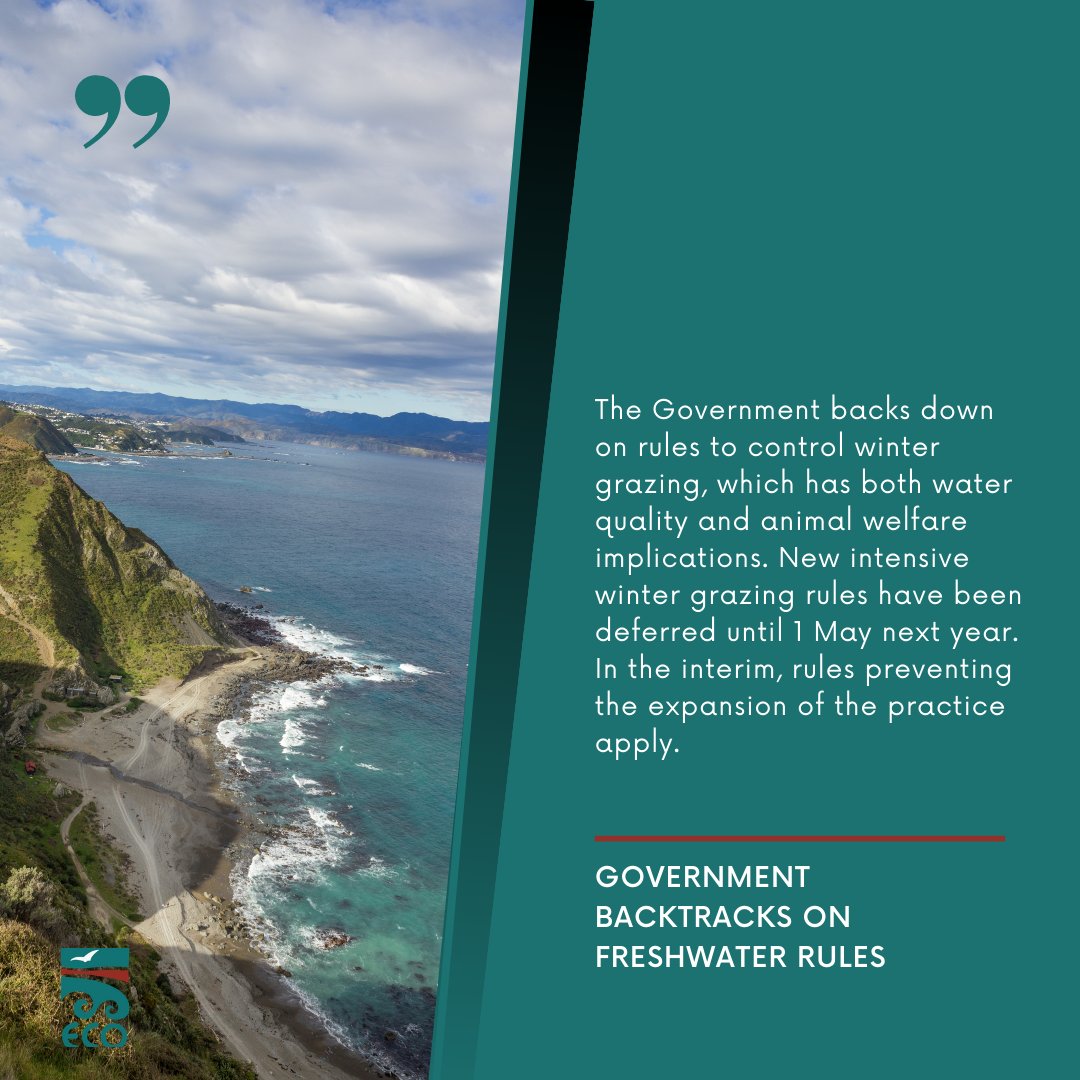 ”
The Government backs down
on rules to control winter
grazing, which has both water
quality and animal welfare
implications. New intensive
winter grazing rules have been
deferred until 1 May next year.
In the interim, rules preventing
the expansion of the practice
apply.
GOVERNMENT
BACKTRACKS ON
FRESHWATER RULES
ECO